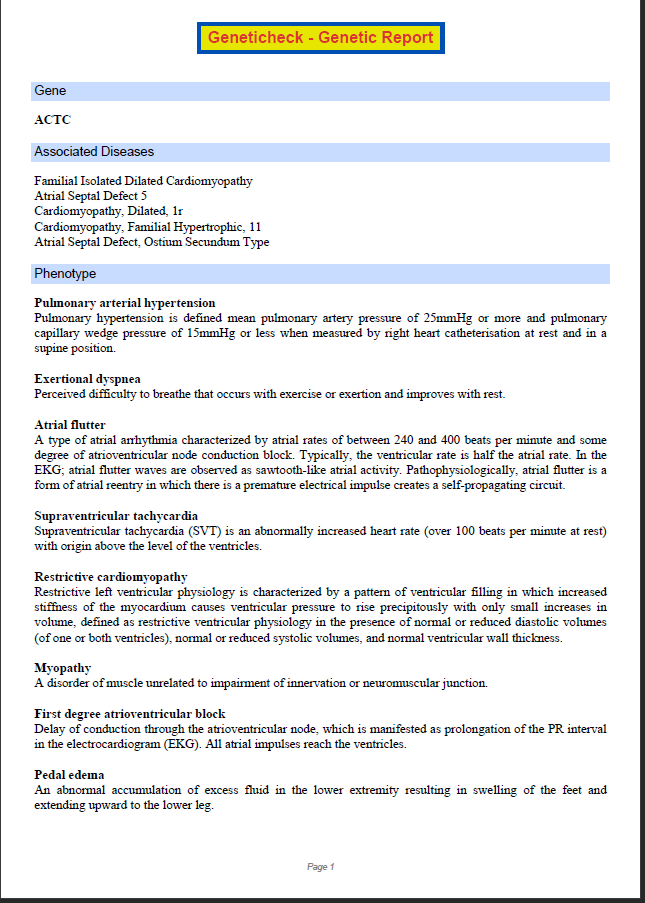 Geneticheck - Genetic Report
Gene
ACTC
Associated Diseases
Familial Isolated Dilated Cardiomyopathy
Atrial Septal Defect 5
Cardiomyopathy, Dilated, 1r
Cardiomyopathy, Familial Hypertrophic, 11
Atrial Septal Defect, Ostium Secundum Type
Phenotype
Pulmonary arterial hypertension
Pulmonary hypertension is defined mean pulmonary artery pressure of 25mmHg or more and pulmonary
capillary wedge pressure of 15mmHg or less when measured by right heart catheterisation at rest and in a
supine position.
Exertional dyspnea
Perceived difficulty to breathe that occurs with exercise or exertion and improves with rest.
Atrial flutter
A type of atrial arrhythmia characterized by atrial rates of between 240 and 400 beats per minute and some
degree of atrioventricular node conduction block. Typically, the ventricular rate is half the atrial rate. In the
EKG; atrial flutter waves are observed as sawtooth-like atrial activity. Pathophysiologically, atrial flutter is a
form of atrial reentry in which there is a premature electrical impulse creates a self-propagating circuit.
Supraventricular tachycardia
Supraventricular tachycardia (SVT) is an abnormally increased heart rate (over 100 beats per minute at rest)
with origin above the level of the ventricles.
Restrictive cardiomyopathy
Restrictive left ventricular physiology is characterized by a pattern of ventricular filling in which increased
stiffness of the myocardium causes ventricular pressure to rise precipitously with only small increases in
volume, defined as restrictive ventricular physiology in the presence of normal or reduced diastolic volumes
(of one or both ventricles), normal or reduced systolic volumes, and normal ventricular wall thickness.
Myopathy
A disorder of muscle unrelated to impairment of innervation or neuromuscular junction.
First degree atrioventricular block
Delay of conduction through the atrioventricular node, which is manifested as prolongation of the PR interval
in the electrocardiogram (EKG). All atrial impulses reach the ventricles.
Pedal edema
An abnormal accumulation of excess fluid in the lower extremity resulting in swelling of the feet and
extending upward to the lower leg.
Page 1